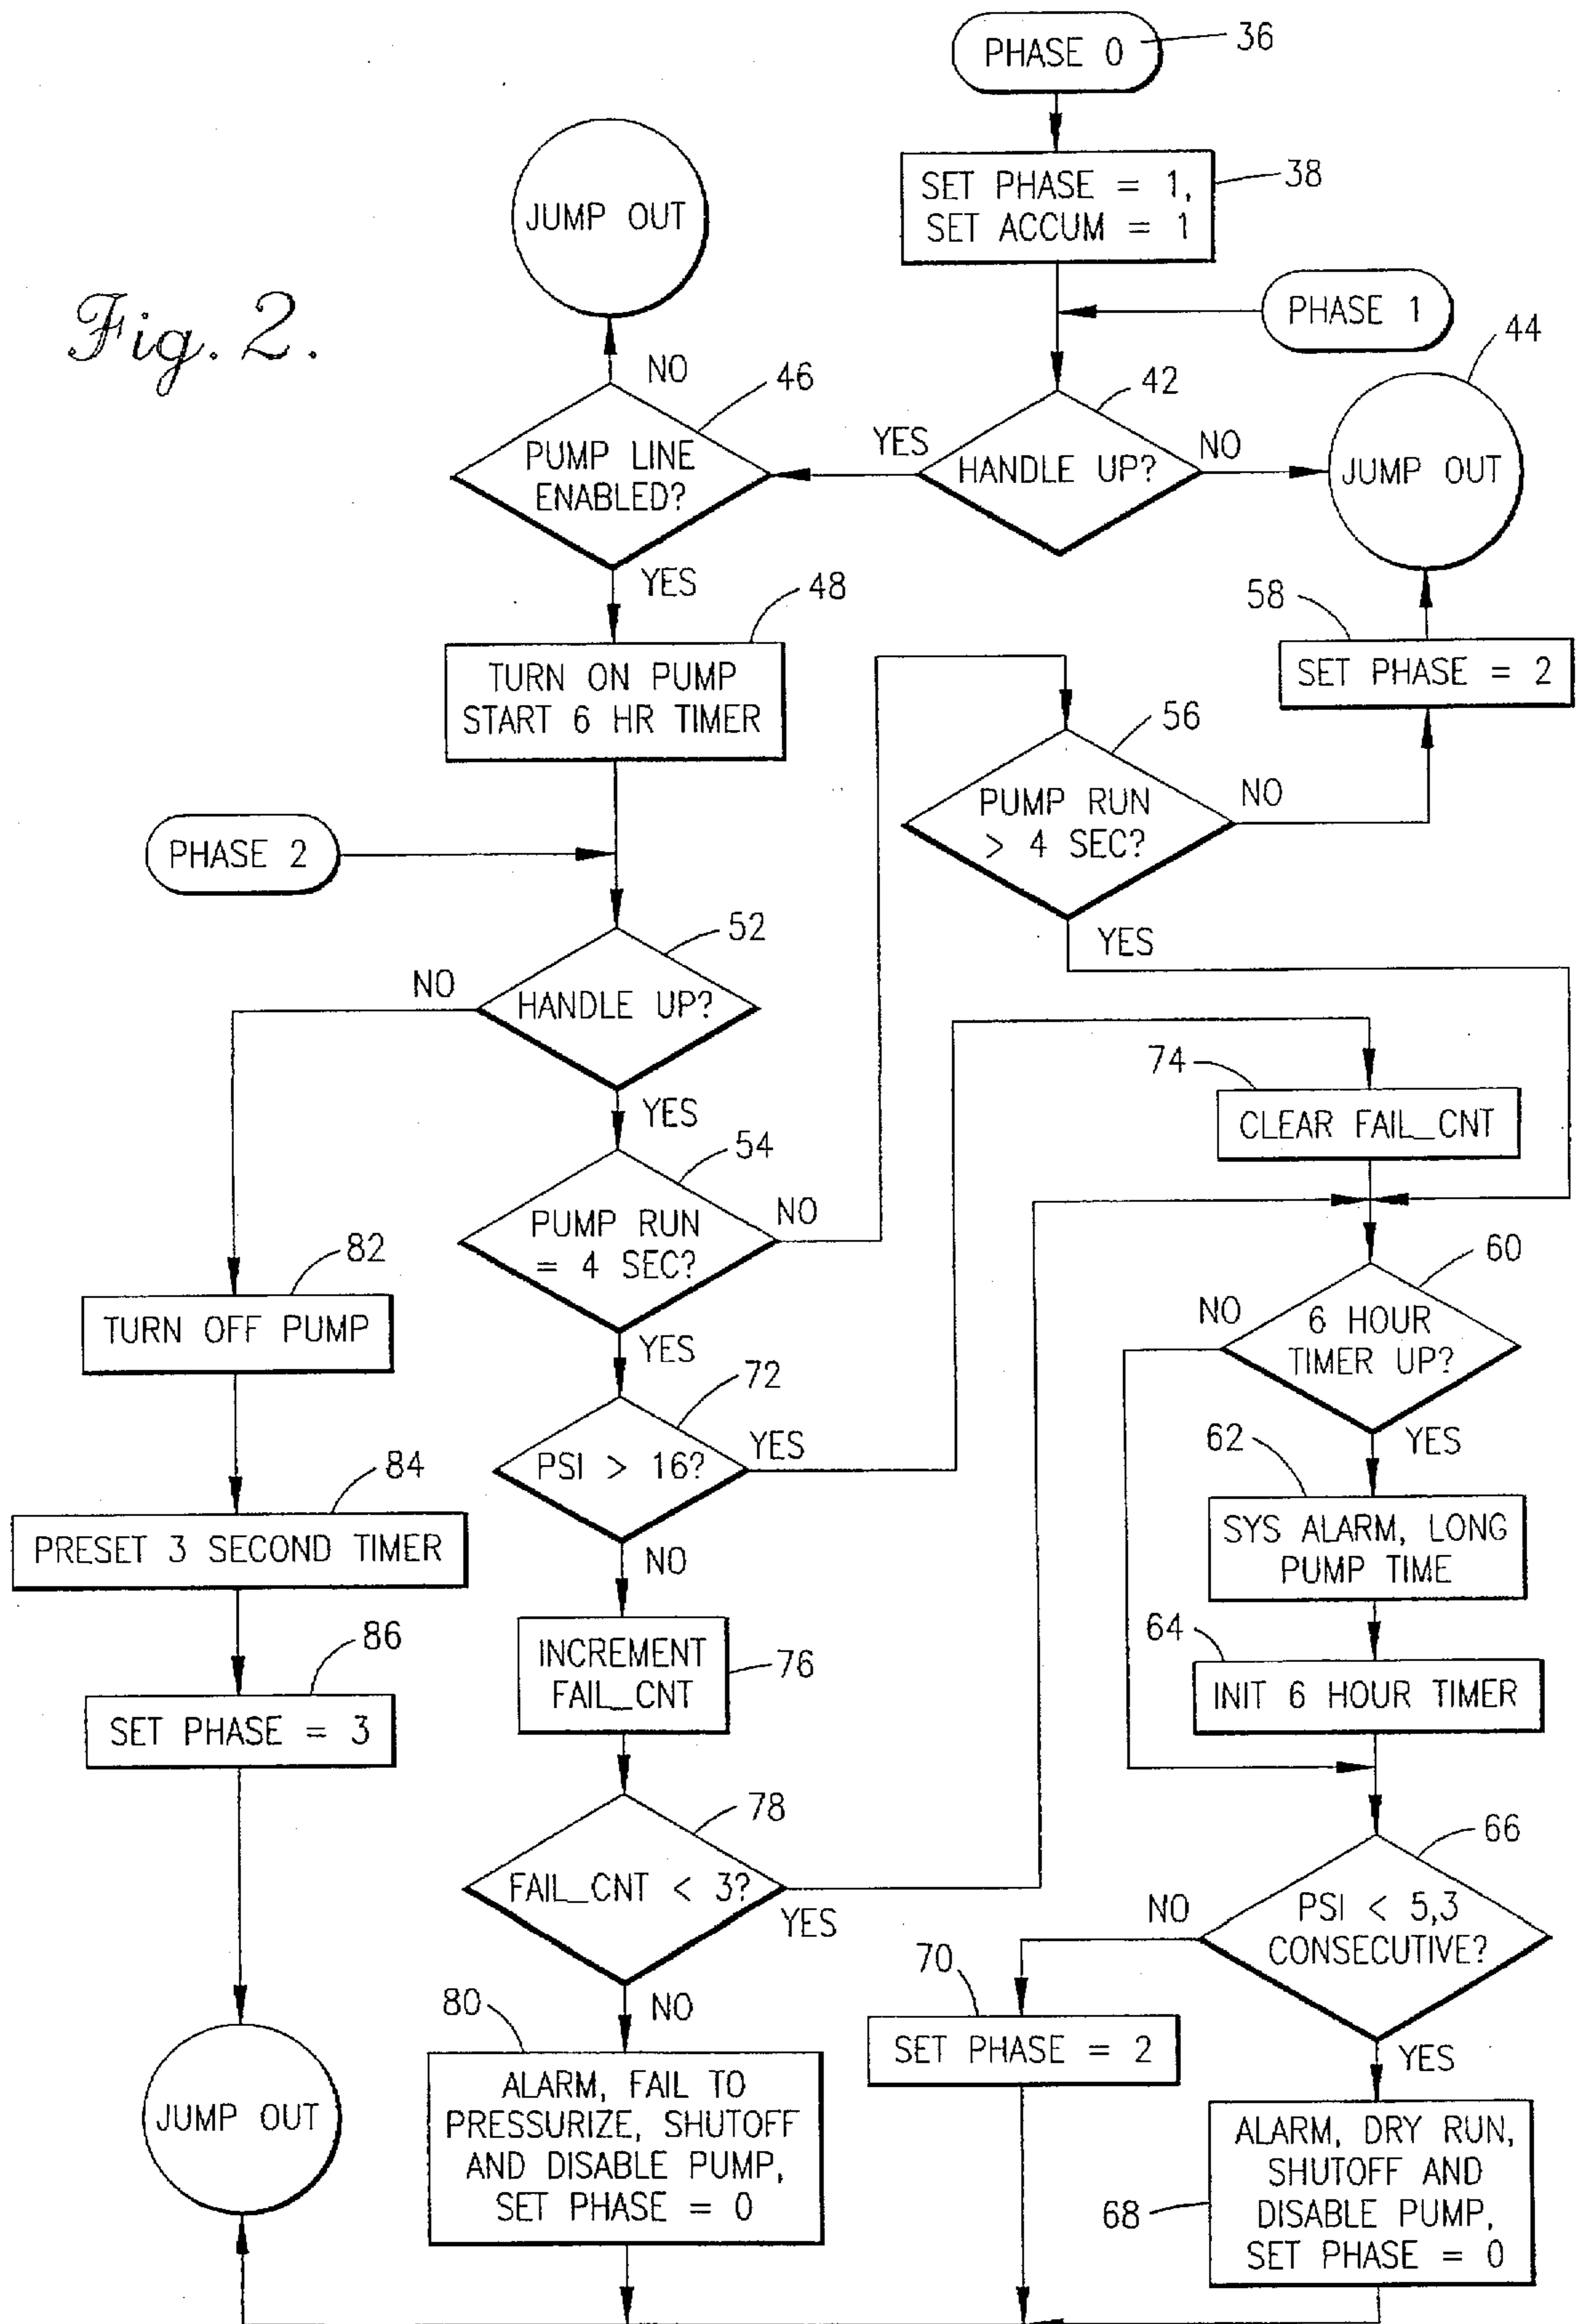 PHASE 0
36
SET PHASE = 1,
SET ACCUM = 1
38
JUMP OUT
Fig. 2.
PHASE 1
44
NO
46
42
PUMP LINE
ENABLED?
YES
HANDLE UP?
NO
JUMP OUT
YES
48
58
TURN ON PUMP
START 6 HR TIMER
SET PHASE = 2
56
PUMP RUN
> 4 SEC?
NO
PHASE 2
YES
52
NO
HANDLE UP?
74
YES
CLEAR FAIL_CNT
54
PUMP RUN
= 4 SEC?
NO
82
60
TURN OFF PUMP
NO
6 HOUR
TIMER UP?
YES
72
PSI > 16?
YES
YES
62
84
PRESET 3 SECOND TIMER
SYS ALARM, LONG
PUMP TIME
NO
86
INCREMENT
FAIL_CNT
76
64
SET PHASE = 3
INIT 6 HOUR TIMER
78
66
FAIL_CNT < 3?
YES
NO
PSI < 5,3
CONSECUTIVE?
70
80
NO
SET PHASE = 2
YES
JUMP OUT
ALARM, FAIL TO
PRESSURIZE, SHUTOFF
AND DISABLE PUMP,
SET PHASE = 0
ALARM, DRY RUN,
SHUTOFF AND
DISABLE PUMP,
SET PHASE = 0
68